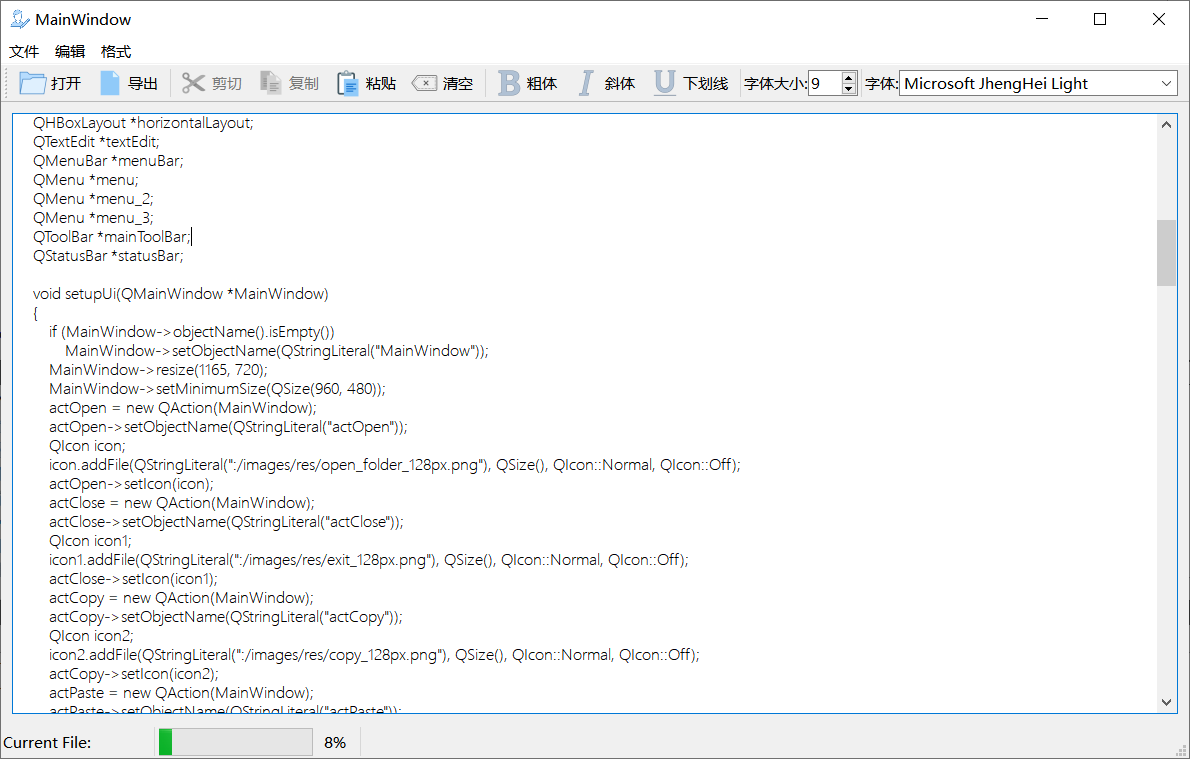 MainWindow
文件 编辑 格式
打开 导出 剪切 复制 粘贴 清空 B 粗体 I 斜体 U 下划线 字体大小: 9 字体: Microsoft JhengHei Light
QHBoxLayout *horizontalLayout;
QTextEdit *textEdit;
QMenuBar *menuBar;
QMenu *menu;
QMenu *menu_2;
QMenu *menu_3;
QToolBar *mainToolBar;
QStatusBar *statusBar;
void setupUi(QMainWindow *MainWindow)
{
if (MainWindow->objectName().isEmpty())
MainWindow->setObjectName(QStringLiteral("MainWindow"));
MainWindow->resize(1165, 720);
MainWindow->setMinimumSize(QSize(960, 480));
actOpen = new QAction(MainWindow);
actOpen->setObjectName(QStringLiteral("actOpen"));
QIcon icon;
icon.addFile(QStringLiteral(":/images/res/open_folder_128px.png"), QSize(), QIcon::Normal, QIcon::Off);
actOpen->setIcon(icon);
actClose = new QAction(MainWindow);
actClose->setObjectName(QStringLiteral("actClose"));
QIcon icon1;
icon1.addFile(QStringLiteral(":/images/res/exit_128px.png"), QSize(), QIcon::Normal, QIcon::Off);
actClose->setIcon(icon1);
actCopy = new QAction(MainWindow);
actCopy->setObjectName(QStringLiteral("actCopy"));
QIcon icon2;
icon2.addFile(QStringLiteral(":/images/res/copy_128px.png"), QSize(), QIcon::Normal, QIcon::Off);
actCopy->setIcon(icon2);
actPaste = new QAction(MainWindow);
actPaste->setObjectName(QStringLiteral("actPaste"));
Current File: 8%